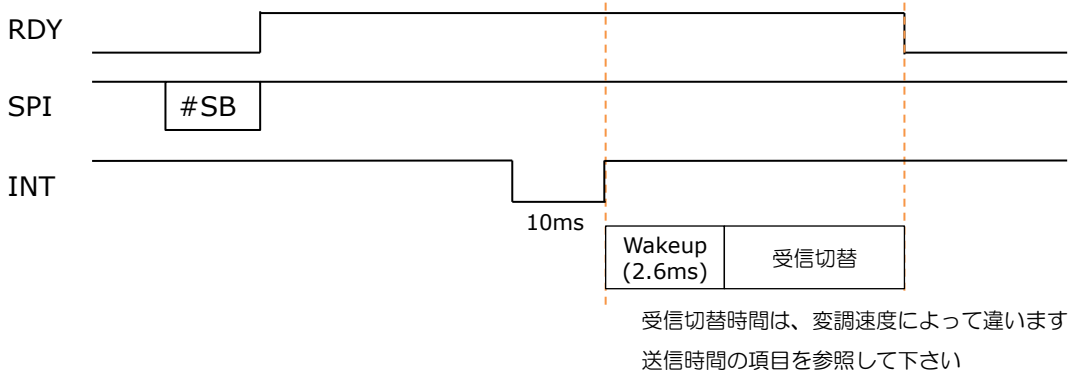 RDY
SPI
#SB
INT
10ms
Wakeup
(2.6ms)
受信切替
受信切替時間は、変調速度によって違います
送信時間の項目を参照して下さい